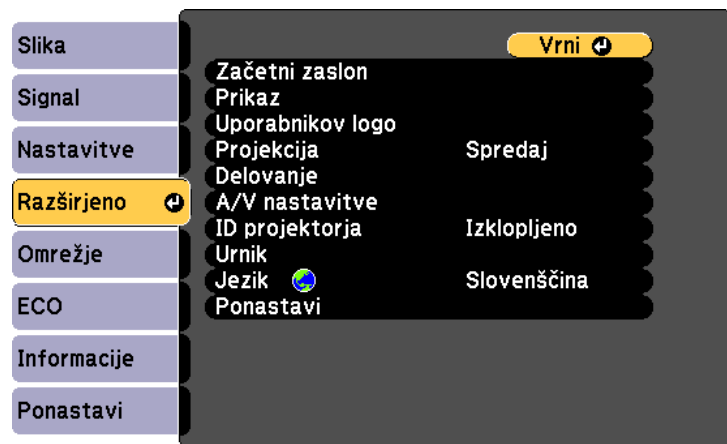 Slika
Signal
Nastavitve
Razširjeno
Omrežje
ECO
Informacije
Ponastavi
Vrni
Začetni zaslon
Prikaz
Uporabnikov logo
Projekcija Spredaj
Delovanje
A/V nastavitve
ID projektorja Izklopljeno
Urnik
Jezik Slovenščina
Ponastavi